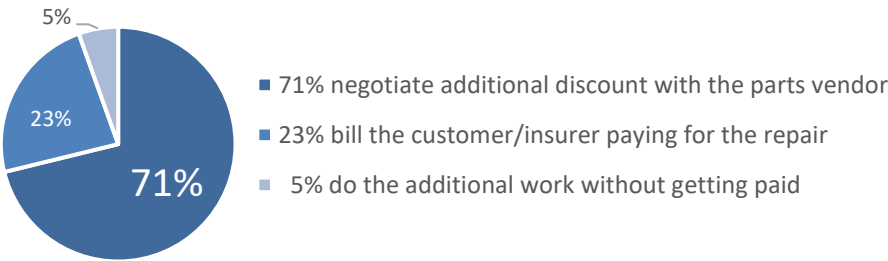 5%
23%
71%
71% negotiate additional discount with the parts vendor
23% bill the customer/insurer paying for the repair
5% do the additional work without getting paid